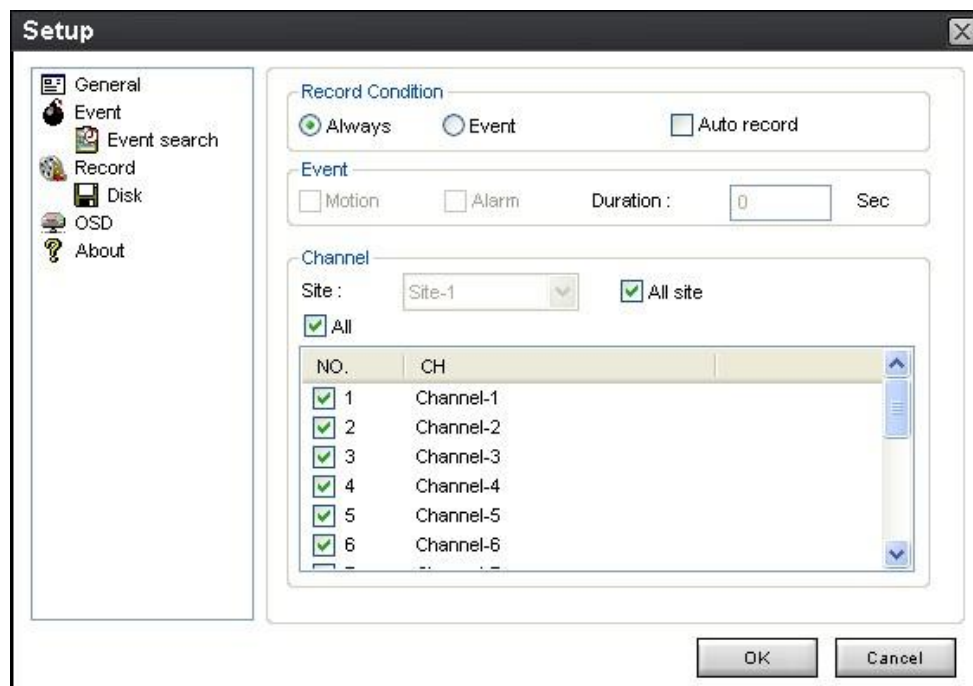 Setup
General
Event
Event search
Record
Disk
OSD
About
Record Condition
Always Event Auto record
Event
Motion Alarm Duration : 0 Sec
Channel
Site : Site-1 All site
All
NO. CH
1 Channel-1
2 Channel-2
3 Channel-3
4 Channel-4
5 Channel-5
6 Channel-6
OK Cancel